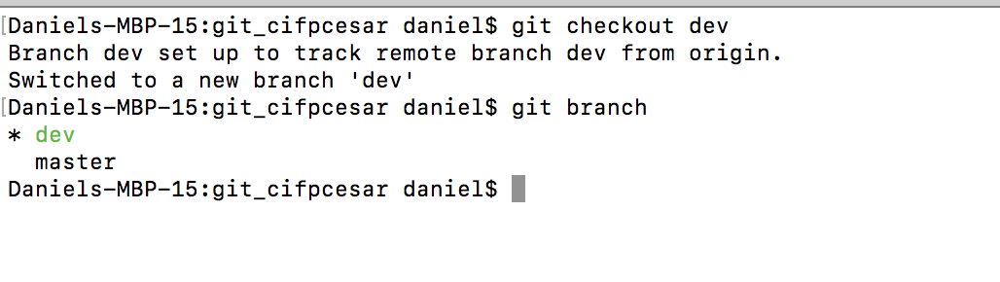 Daniels-MBP-15:git_cifpcesar daniel$ git checkout dev
Branch dev set up to track remote branch dev from origin.
Switched to a new branch 'dev'
Daniels-MBP-15:git_cifpcesar daniel$ git branch
* dev
  master
Daniels-MBP-15:git_cifpcesar daniel$